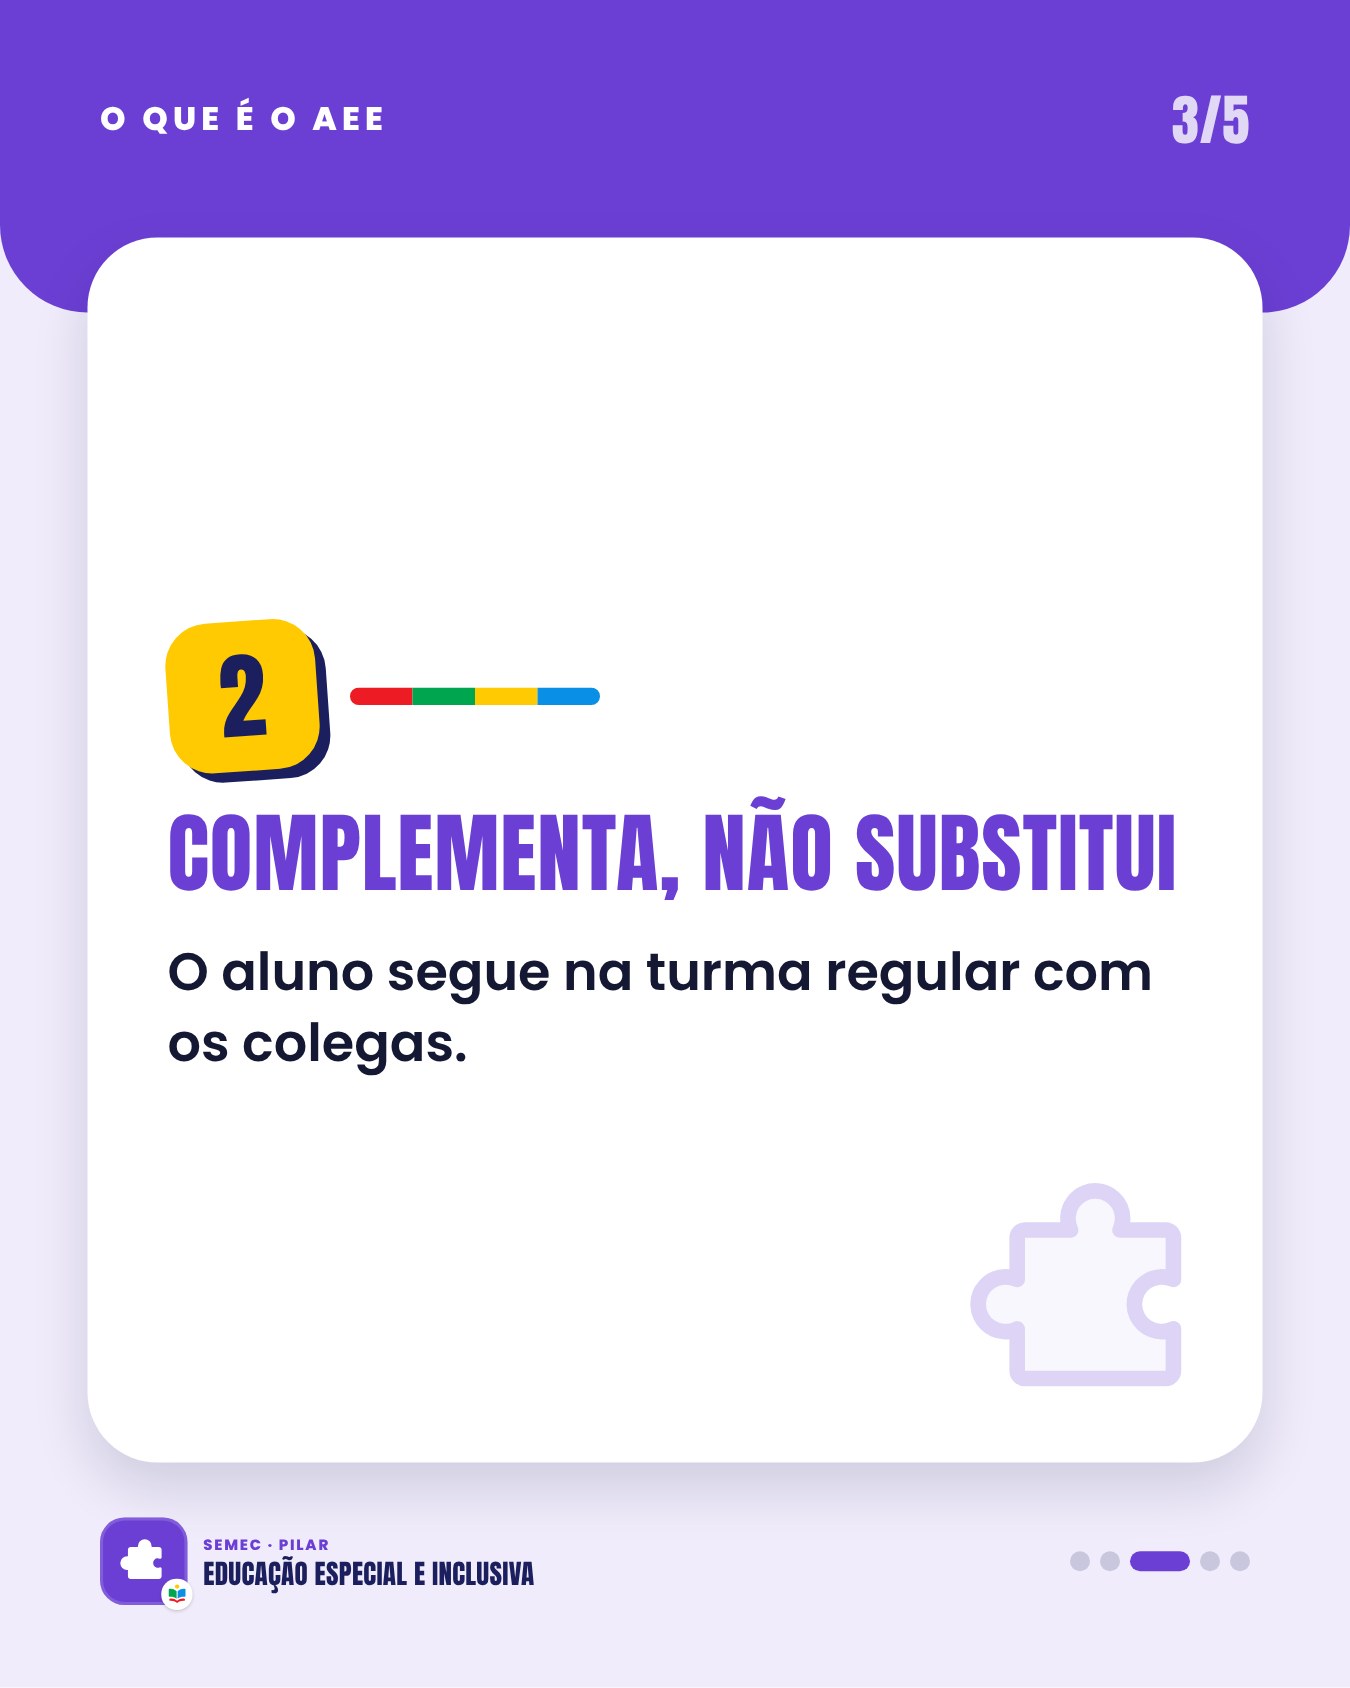 O QUE É O AEE
3/5
2
COMPLEMENTA, NÃO SUBSTITUI
O aluno segue na turma regular com
os colegas.
SEMEC · PILAR
EDUCAÇÃO ESPECIAL E INCLUSIVA